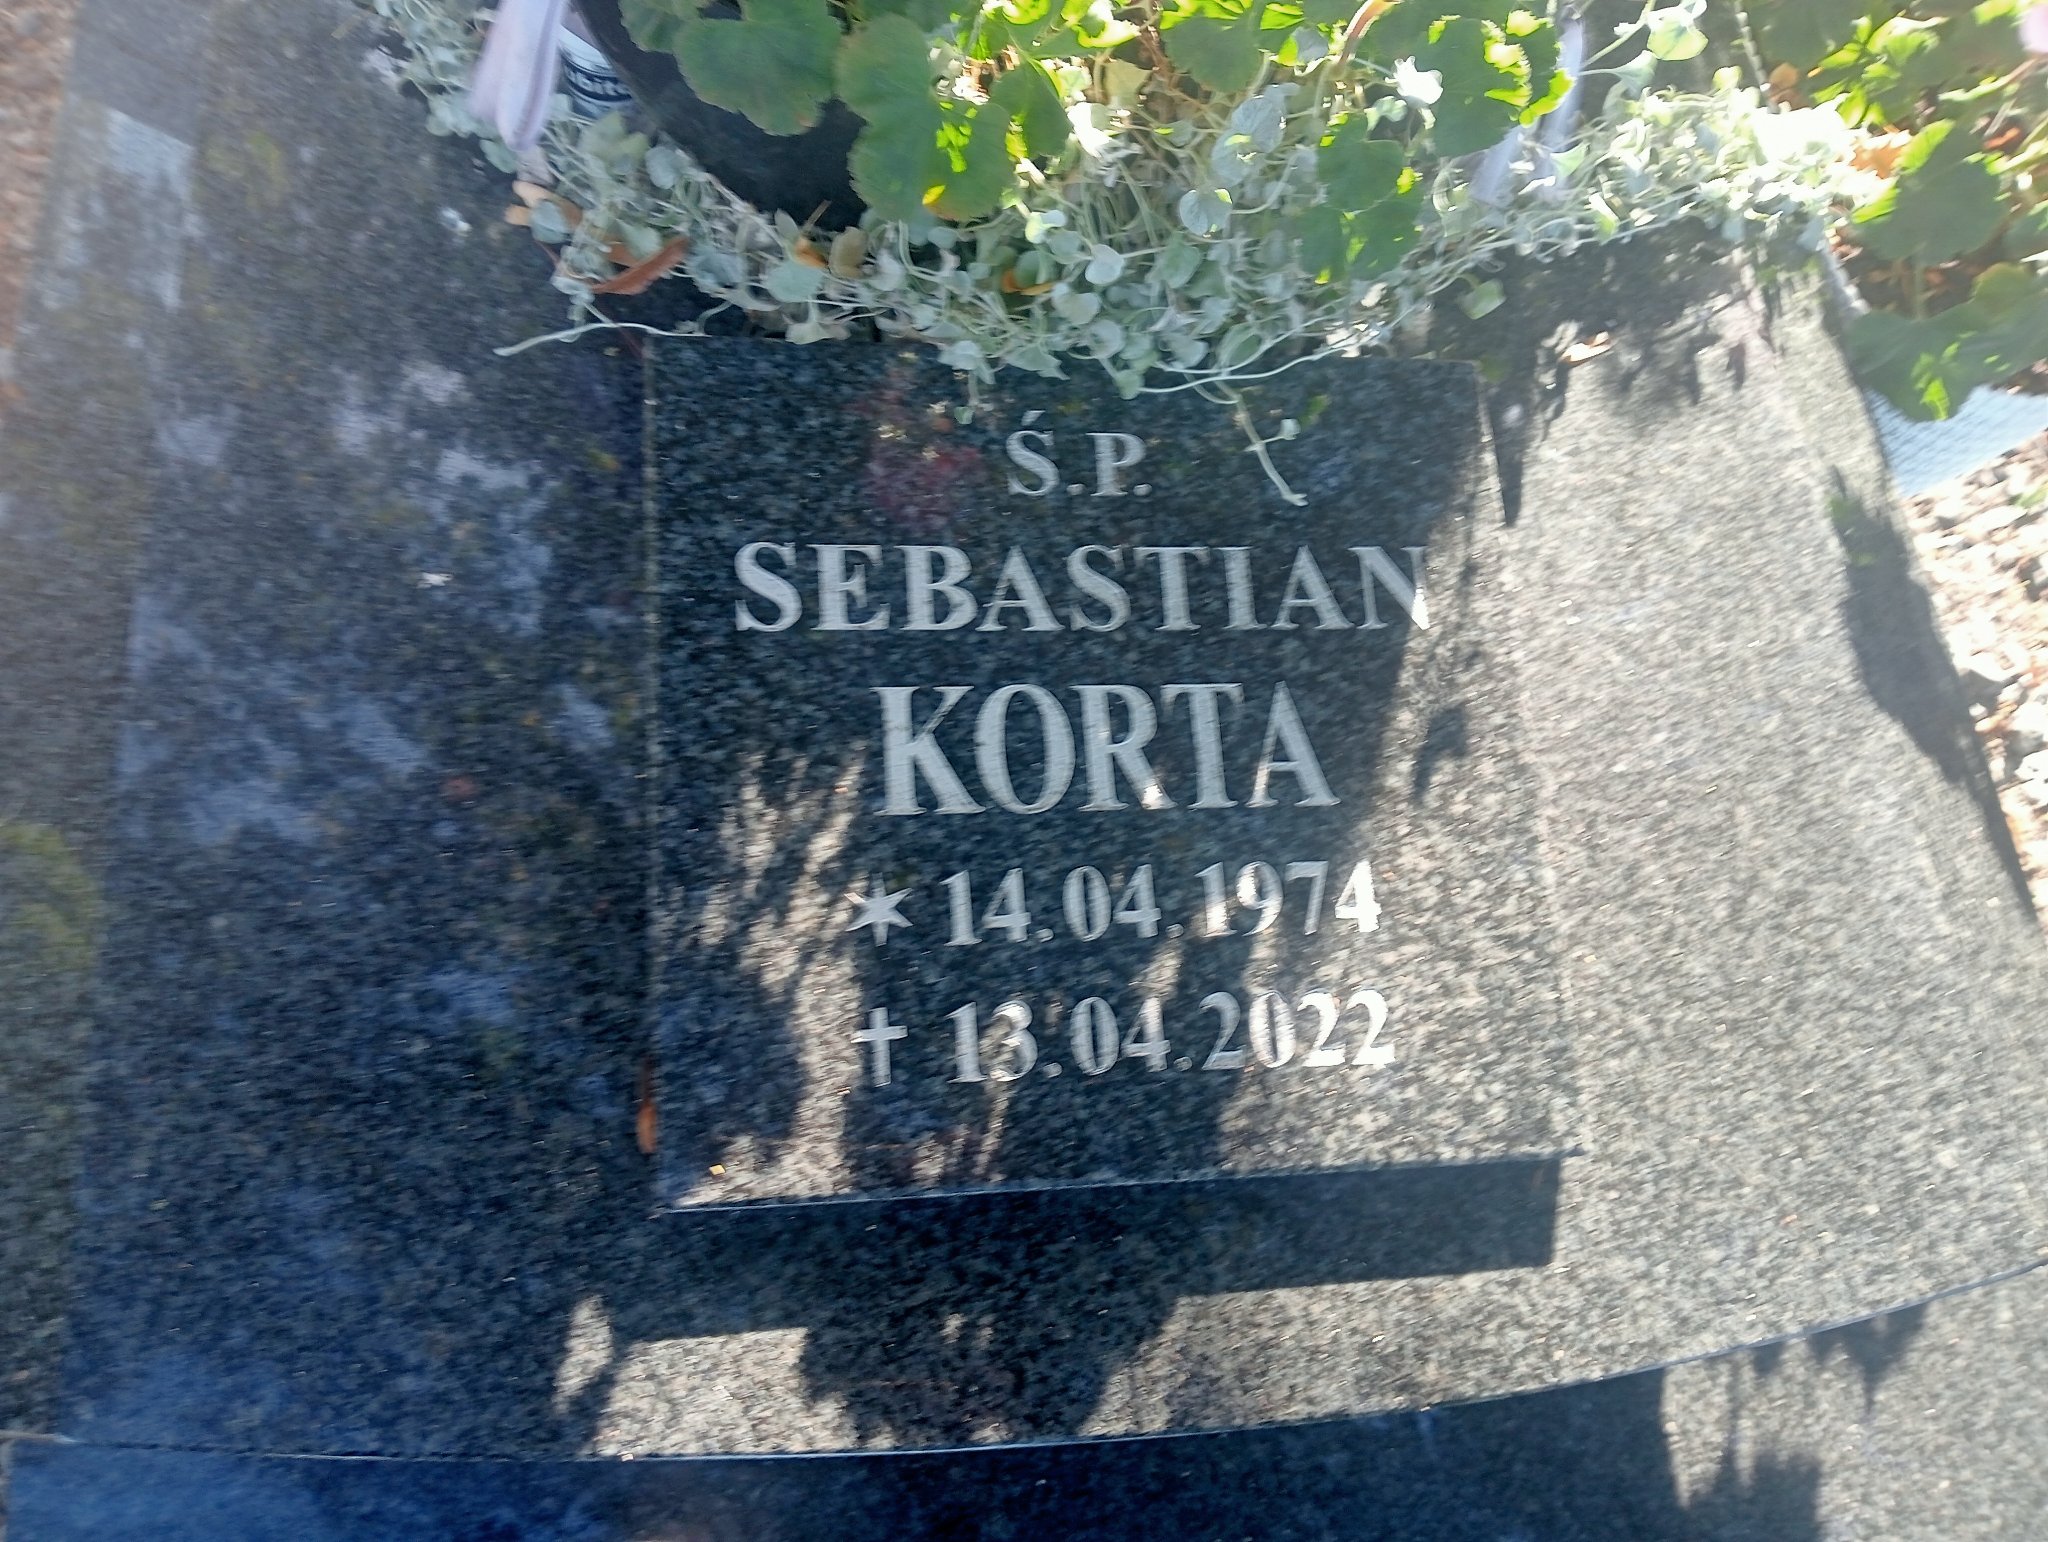 Ś.P.
SEBASTIAN
KORTA
★ 14.04.1974
✝ 13.04.2022